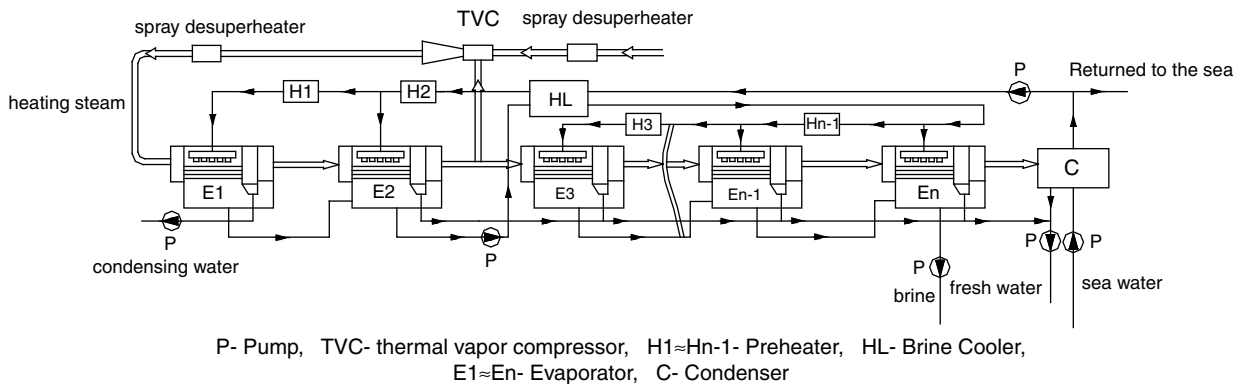 spray desuperheater
TVC
spray desuperheater
heating steam
H1
H2
HL
P
Returned to the sea
H3
Hn-1
E1
E2
E3
En-1
En
C
P
condensing water
P
P
brine
P
fresh water
P
sea water
P- Pump, TVC- thermal vapor compressor, H1≈Hn-1- Preheater, HL- Brine Cooler,
E1≈En- Evaporator, C- Condenser